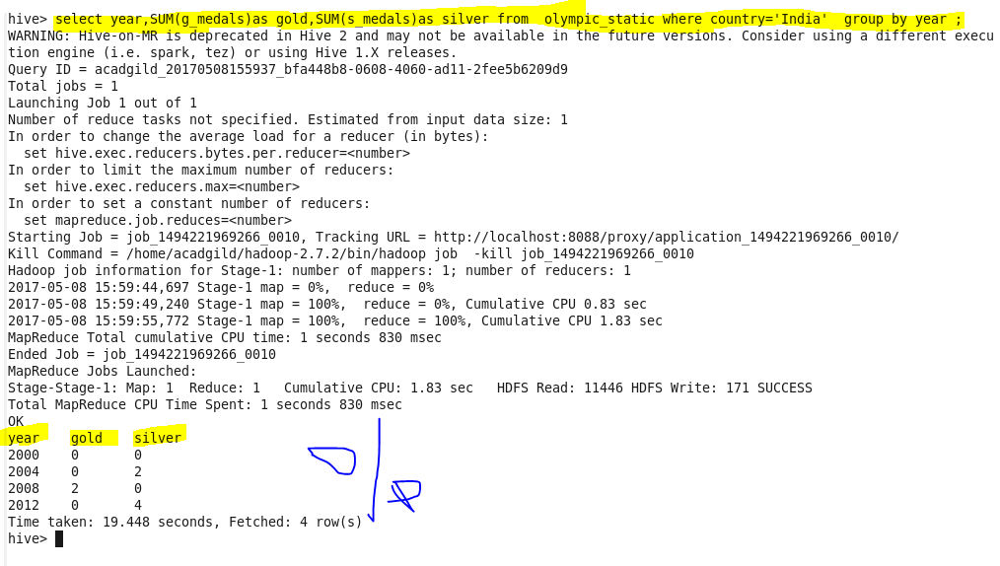 hive> select year,SUM(g_medals)as gold,SUM(s_medals)as silver from  olympic_static where country='India'  group by year ;
WARNING: Hive-on-MR is deprecated in Hive 2 and may not be available in the future versions. Consider using a different execu
tion engine (i.e. spark, tez) or using Hive 1.X releases.
Query ID = acadgild_20170508155937_bfa448b8-0608-4060-ad11-2fee5b6209d9
Total jobs = 1
Launching Job 1 out of 1
Number of reduce tasks not specified. Estimated from input data size: 1
In order to change the average load for a reducer (in bytes):
  set hive.exec.reducers.bytes.per.reducer=<number>
In order to limit the maximum number of reducers:
  set hive.exec.reducers.max=<number>
In order to set a constant number of reducers:
  set mapreduce.job.reduces=<number>
Starting Job = job_1494221969266_0010, Tracking URL = http://localhost:8088/proxy/application_1494221969266_0010/
Kill Command = /home/acadgild/hadoop-2.7.2/bin/hadoop job  -kill job_1494221969266_0010
Hadoop job information for Stage-1: number of mappers: 1; number of reducers: 1
2017-05-08 15:59:44,697 Stage-1 map = 0%,  reduce = 0%
2017-05-08 15:59:49,240 Stage-1 map = 100%,  reduce = 0%, Cumulative CPU 0.83 sec
2017-05-08 15:59:55,772 Stage-1 map = 100%,  reduce = 100%, Cumulative CPU 1.83 sec
MapReduce Total cumulative CPU time: 1 seconds 830 msec
Ended Job = job_1494221969266_0010
MapReduce Jobs Launched:
Stage-Stage-1: Map: 1  Reduce: 1   Cumulative CPU: 1.83 sec   HDFS Read: 11446 HDFS Write: 171 SUCCESS
Total MapReduce CPU Time Spent: 1 seconds 830 msec
OK
year    gold    silver
2000    0       0
2004    0       2
2008    2       0
2012    0       4
Time taken: 19.448 seconds, Fetched: 4 row(s)
hive>